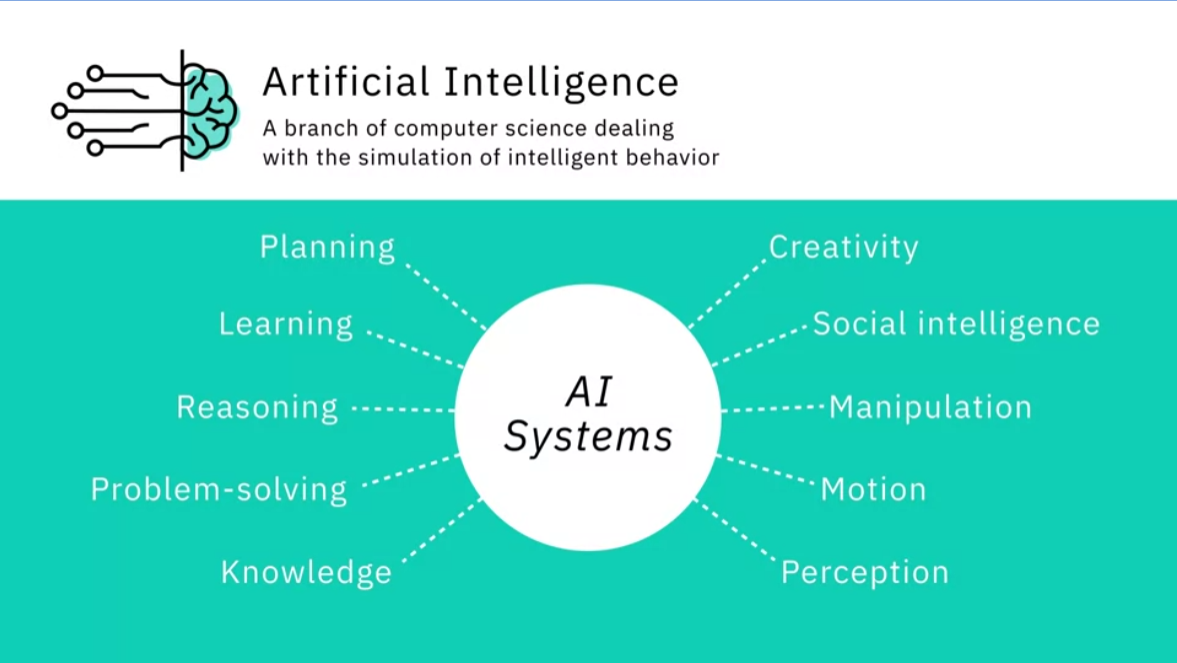 Artificial Intelligence
A branch of computer science dealing
with the simulation of intelligent behavior
Planning
Learning
Reasoning
Problem-solving
Knowledge
AI
Systems
Creativity
Social intelligence
Manipulation
Motion
Perception